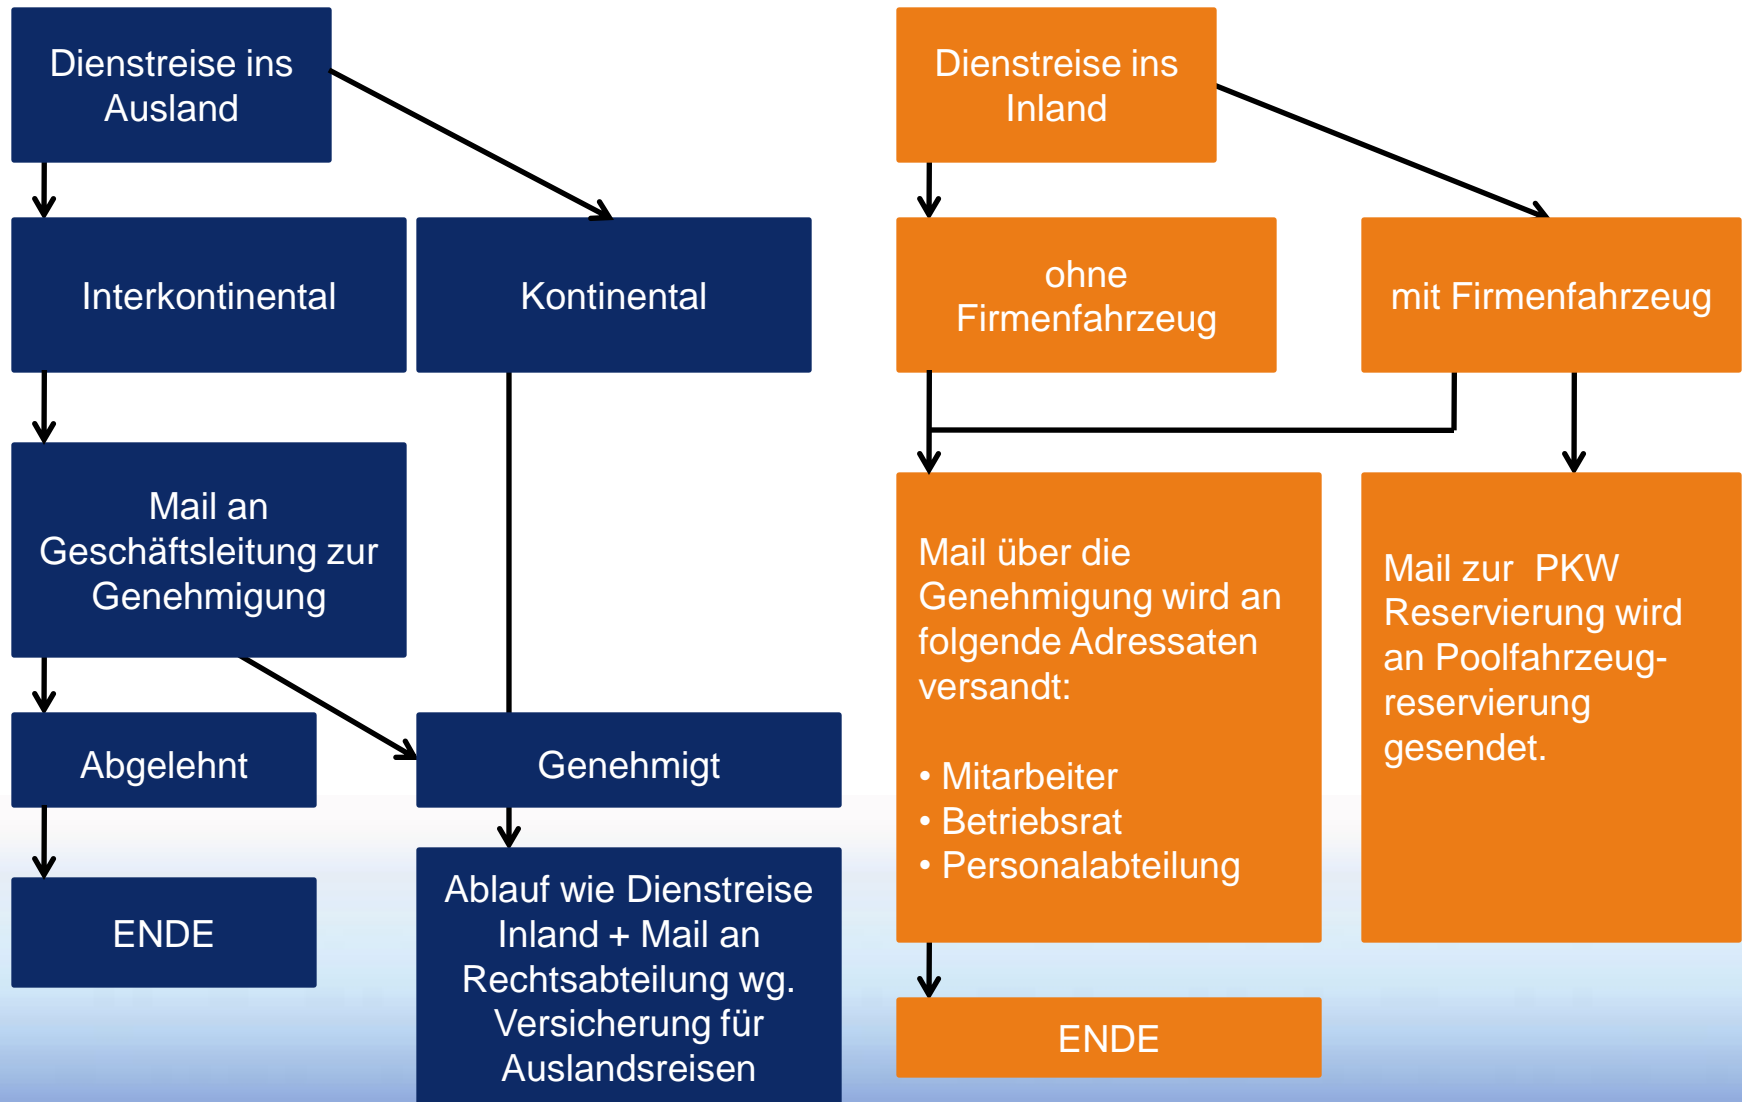 Dienstreise ins
Ausland
Interkontinental
Kontinental
Mail an
Geschäftsleitung zur
Genehmigung
Abgelehnt
Genehmigt
ENDE
Ablauf wie Dienstreise
Inland + Mail an
Rechtsabteilung wg.
Versicherung für
Auslandsreisen
Dienstreise ins
Inland
ohne
Firmenfahrzeug
mit Firmenfahrzeug
Mail über die
Genehmigung wird an
folgende Adressaten
versandt:
• Mitarbeiter
• Betriebsrat
• Personalabteilung
Mail zur  PKW
Reservierung wird
an Poolfahrzeug-
reservierung
gesendet.
ENDE